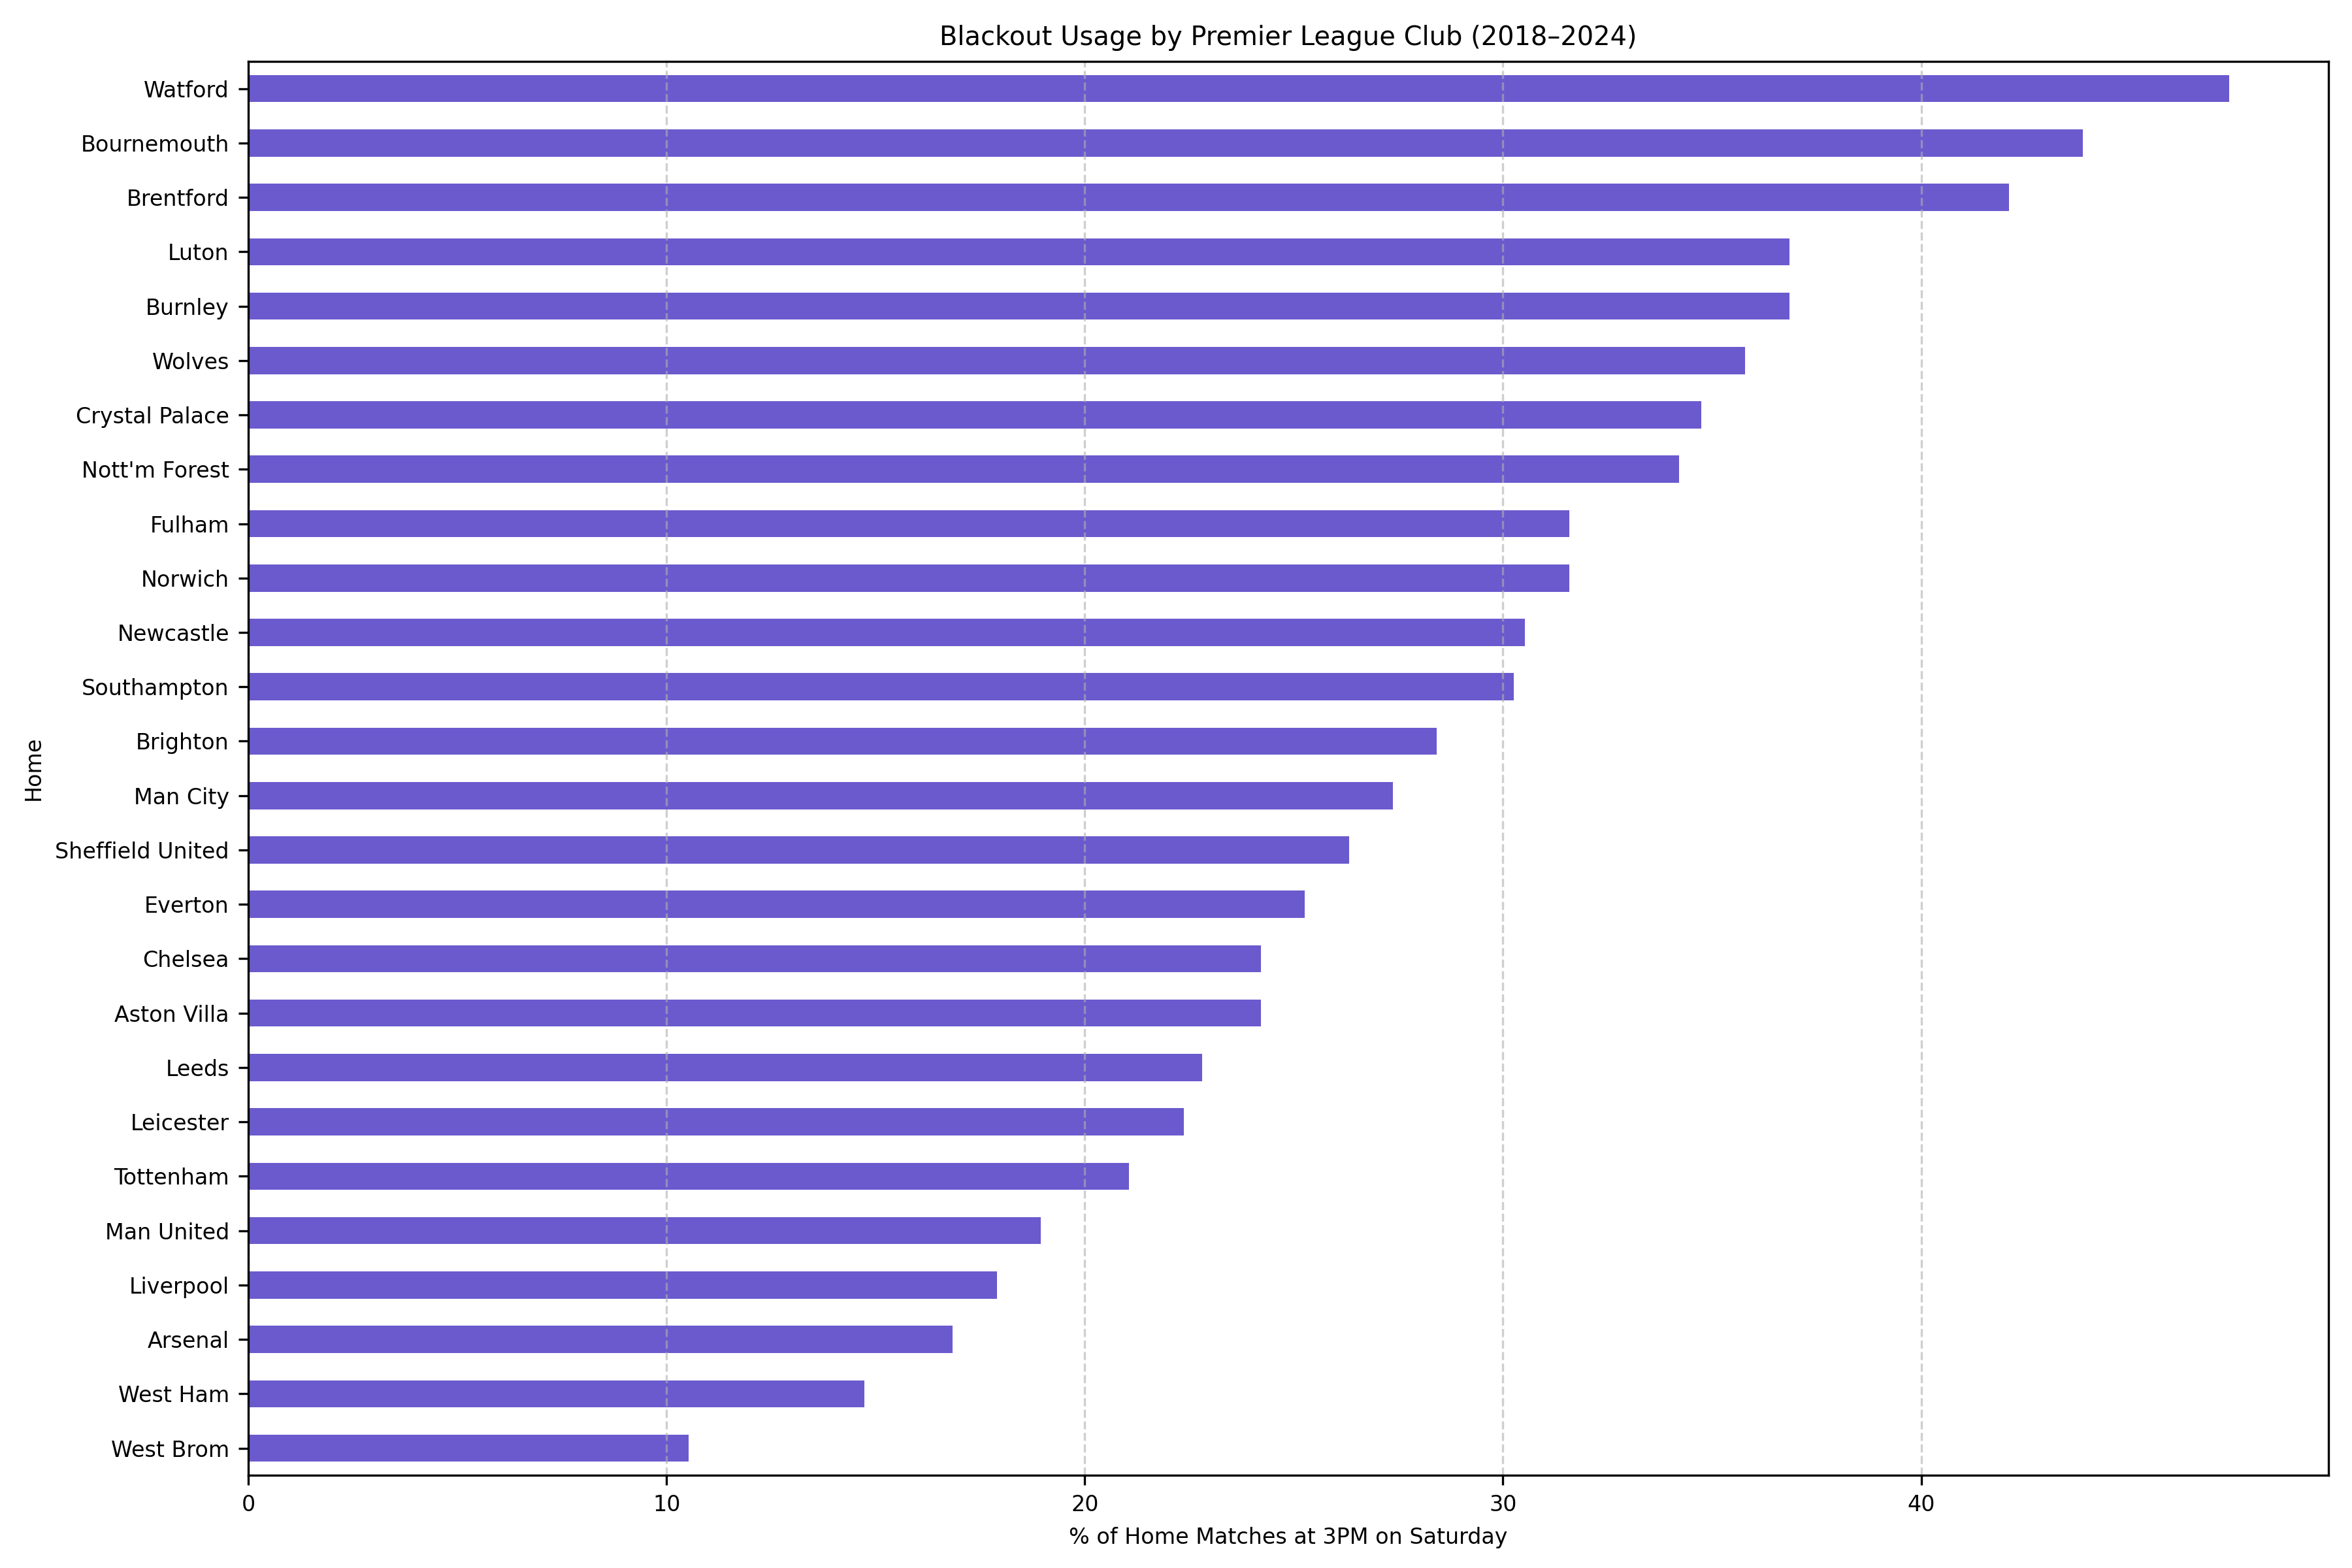 Blackout Usage by Premier League Club (2018–2024)
Watford
Bournemouth
Brentford
Luton
Burnley
Wolves
Crystal Palace
Nott'm Forest
Fulham
Norwich
Newcastle
Southampton
Brighton
Man City
Sheffield United
Everton
Chelsea
Aston Villa
Leeds
Leicester
Tottenham
Man United
Liverpool
Arsenal
West Ham
West Brom
Home
0 10 20 30 40
% of Home Matches at 3PM on Saturday